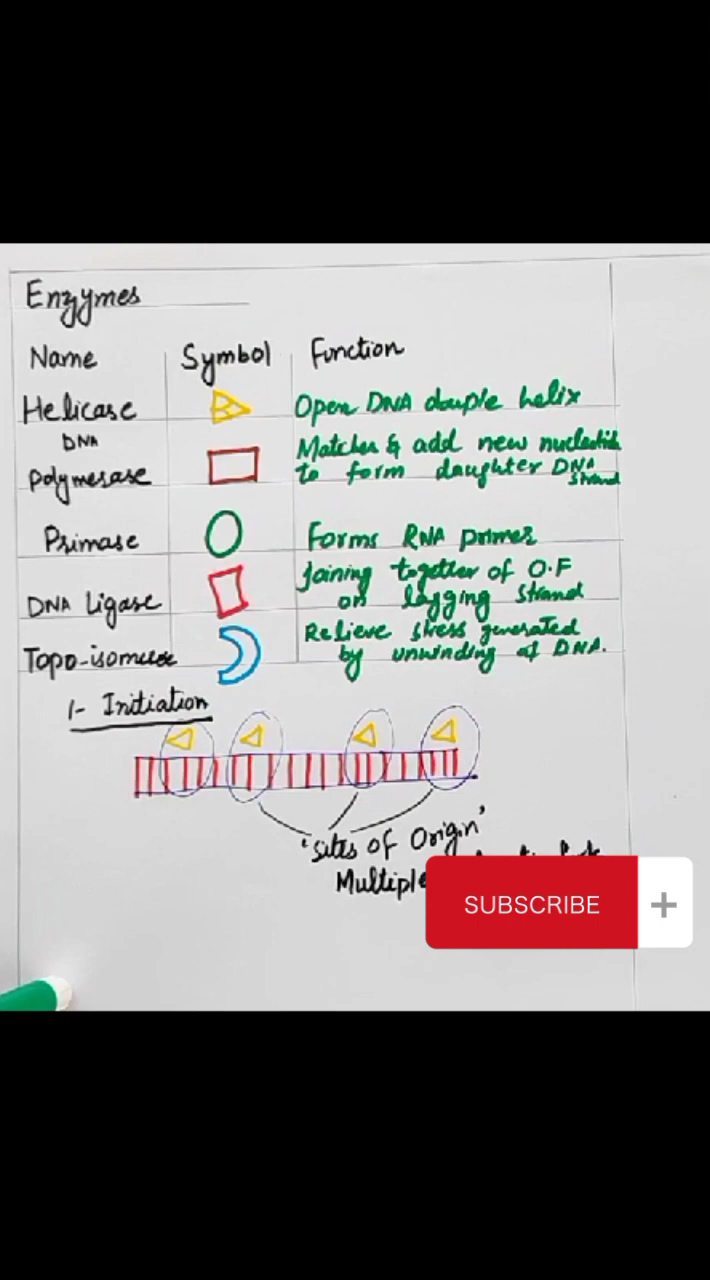 Enzymes
Name Symbol Function
Helicase Open DNA douple helix
DNA
Polymerase
Matches & add new nucleotide
to form daughter DNA
strand
Primase Forms RNA primer
DNA Ligase
Joining together of O.F
on lagging strand
Topo-isomerase
Relieve stress generated
by unwinding of DNA.
1- Initiation
'Sites of Origin'
Multiple
SUBSCRIBE +